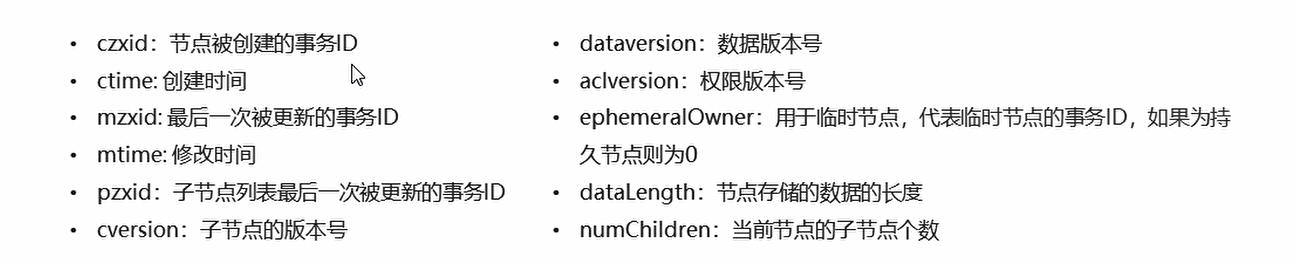 • czxid：节点被创建的事务ID
• ctime: 创建时间
• mzxid: 最后一次被更新的事务ID
• mtime: 修改时间
• pzxid：子节点列表最后一次被更新的事务ID
• cversion：子节点的版本号
• dataversion：数据版本号
• aclversion：权限版本号
• ephemeralOwner：用于临时节点，代表临时节点的事务ID，如果为持
久节点则为0
• dataLength：节点存储的数据的长度
• numChildren：当前节点的子节点个数